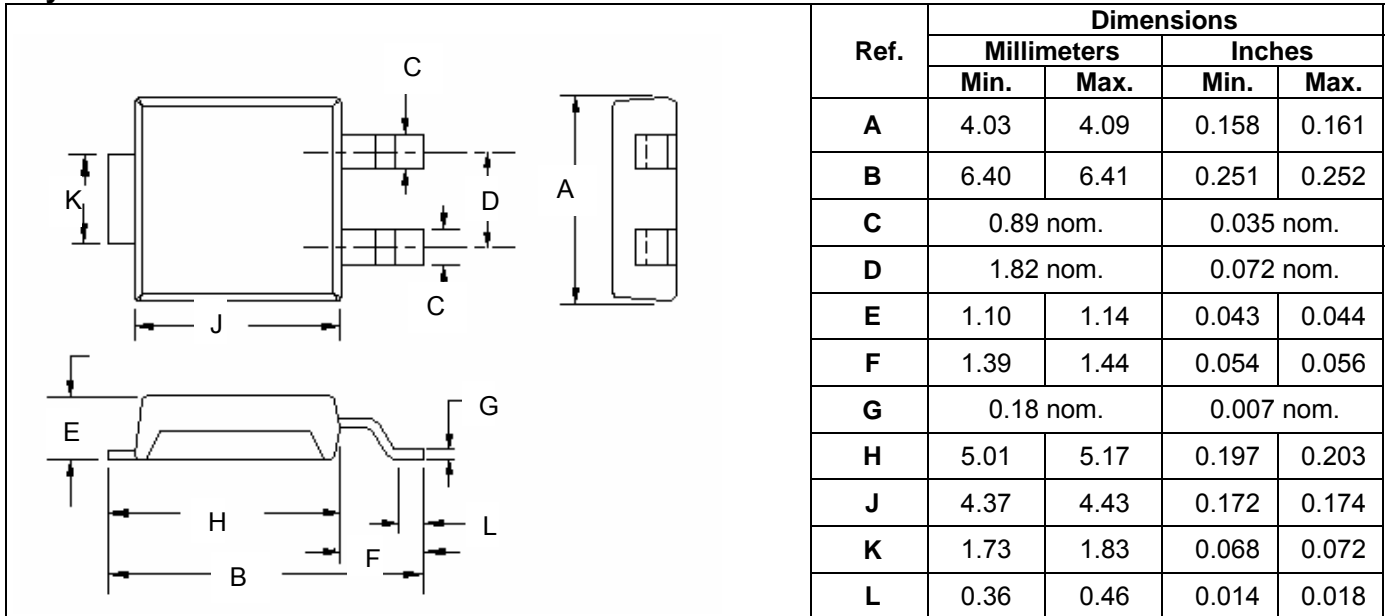 C
K
D
A
J
C
E
G
H
L
F
B
Dimensions
Ref. Millimeters Inches
Min. Max. Min. Max.
A 4.03 4.09 0.158 0.161
B 6.40 6.41 0.251 0.252
C 0.89 nom. 0.035 nom.
D 1.82 nom. 0.072 nom.
E 1.10 1.14 0.043 0.044
F 1.39 1.44 0.054 0.056
G 0.18 nom. 0.007 nom.
H 5.01 5.17 0.197 0.203
J 4.37 4.43 0.172 0.174
K 1.73 1.83 0.068 0.072
L 0.36 0.46 0.014 0.018